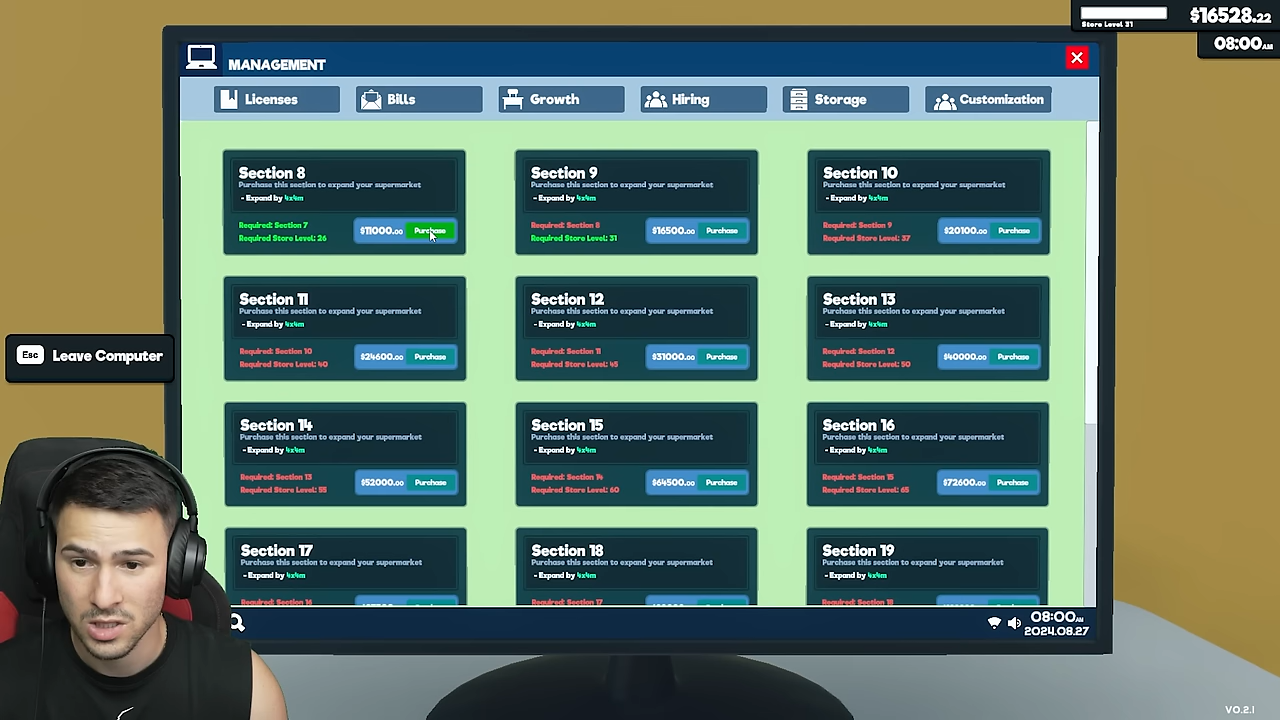 $16528.22
Store Level 31
08:00AM
MANAGEMENT
Licenses
Bills
Growth
Hiring
Storage
Customization
Section 8
Purchase this section to expand your supermarket
- Expand by 4x4m
Required: Section 7
Required Store Level: 26
$11000.00 Purchase
Section 9
Purchase this section to expand your supermarket
- Expand by 4x4m
Required: Section 8
Required Store Level: 31
$16500.00 Purchase
Section 10
Purchase this section to expand your supermarket
- Expand by 4x4m
Required: Section 9
Required Store Level: 37
$20100.00 Purchase
Section 11
Purchase this section to expand your supermarket
- Expand by 4x4m
Required: Section 10
Required Store Level: 40
$24600.00 Purchase
Section 12
Purchase this section to expand your supermarket
- Expand by 4x4m
Required: Section 11
Required Store Level: 45
$31000.00 Purchase
Section 13
Purchase this section to expand your supermarket
- Expand by 4x4m
Required: Section 12
Required Store Level: 50
$40000.00 Purchase
Esc Leave Computer
Section 14
Purchase this section to expand your supermarket
- Expand by 4x4m
Required: Section 13
Required Store Level: 55
$52000.00 Purchase
Section 15
Purchase this section to expand your supermarket
- Expand by 4x4m
Required: Section 14
Required Store Level: 60
$64500.00 Purchase
Section 16
Purchase this section to expand your supermarket
- Expand by 4x4m
Required: Section 15
Required Store Level: 65
$72600.00 Purchase
Section 17
Purchase this section to expand your supermarket
- Expand by 4x4m
Required: Section 16
Section 18
Purchase this section to expand your supermarket
- Expand by 4x4m
Required: Section 17
Section 19
Purchase this section to expand your supermarket
- Expand by 4x4m
Required: Section 18
08:00AM
2024.08.27
V0.2.1